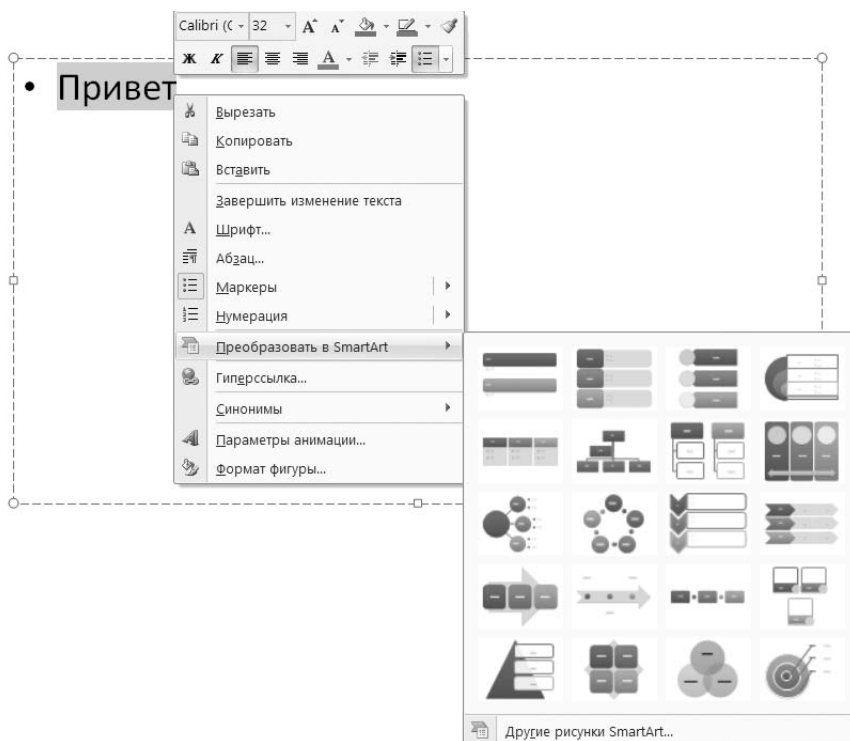 Calibri (С 32 A A
Ж К A
• Привет
Вырезать
Копировать
Вставить
Завершить изменение текста
Шрифт...
Абзац...
Маркеры
Нумерация
Преобразовать в SmartArt
Гиперссылка...
Синонимы
Параметры анимации...
Формат фигуры...
Другие рисунки SmartArt...